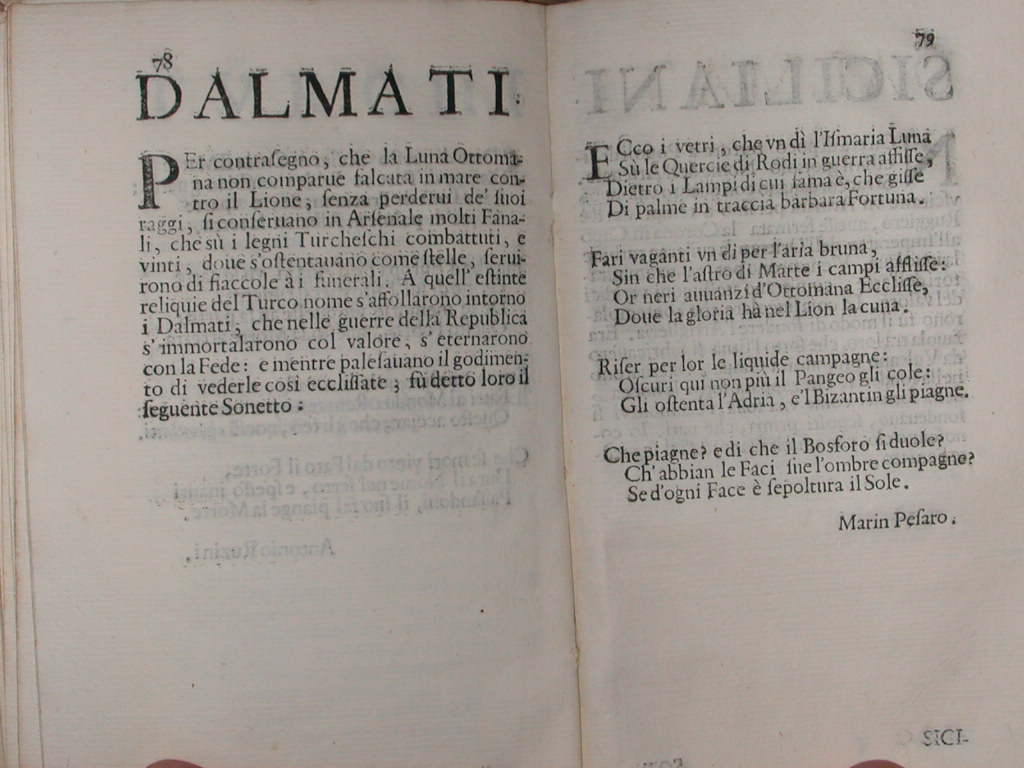 78
DALMATI.
PEr contraſegno, che la Luna Ottoma-
na non comparue falcata in mare con-
tro il Lione, ſenza perderui de' ſuoi
raggi, ſi conſeruano in Arſenale molti Fana-
li, che sù i legni Turcheſchi combattuti, e
vinti, doue s'oſtentauano come ſtelle, ſerui-
rono di fiaccole à i funerali. A quell' eſtinte
reliquie del Turco nome s'affollarono intorno
i Dalmati, che nelle guerre della Republica
s' immortalarono col valore, s' eternarono
con la Fede: e mentre paleſauano il godimen-
to di vederle così eccliſſate; fù detto loro il
ſeguente Sonetto:
79
ECco i vetri, che vn dì l'Iſmaria Luna
Sù le Quercie di Rodi in guerra affiſſe,
Dietro i Lampi di cui fama è, che giſſe
Di palme in traccia barbara Fortuna.
Fari vaganti vn dì per l'aria bruna,
Sin che l'aſtro di Marte i campi affliſſe:
Or neri auuanzi d'Ottomana Eccliſſe,
Doue la gloria hà nel Lion la cuna.
Riſer per lor le liquide campagne:
Oſcuri qui non più il Pangeo gli cole:
Gli oſtenta l'Adria, e'l Bizantin gli piagne.
Che piagne? e di che il Bosforo ſi duole?
Ch' abbian le Faci ſue l'ombre compagne?
Se d'ogni Face è ſepoltura il Sole.
Marin Peſaro.
SICI-